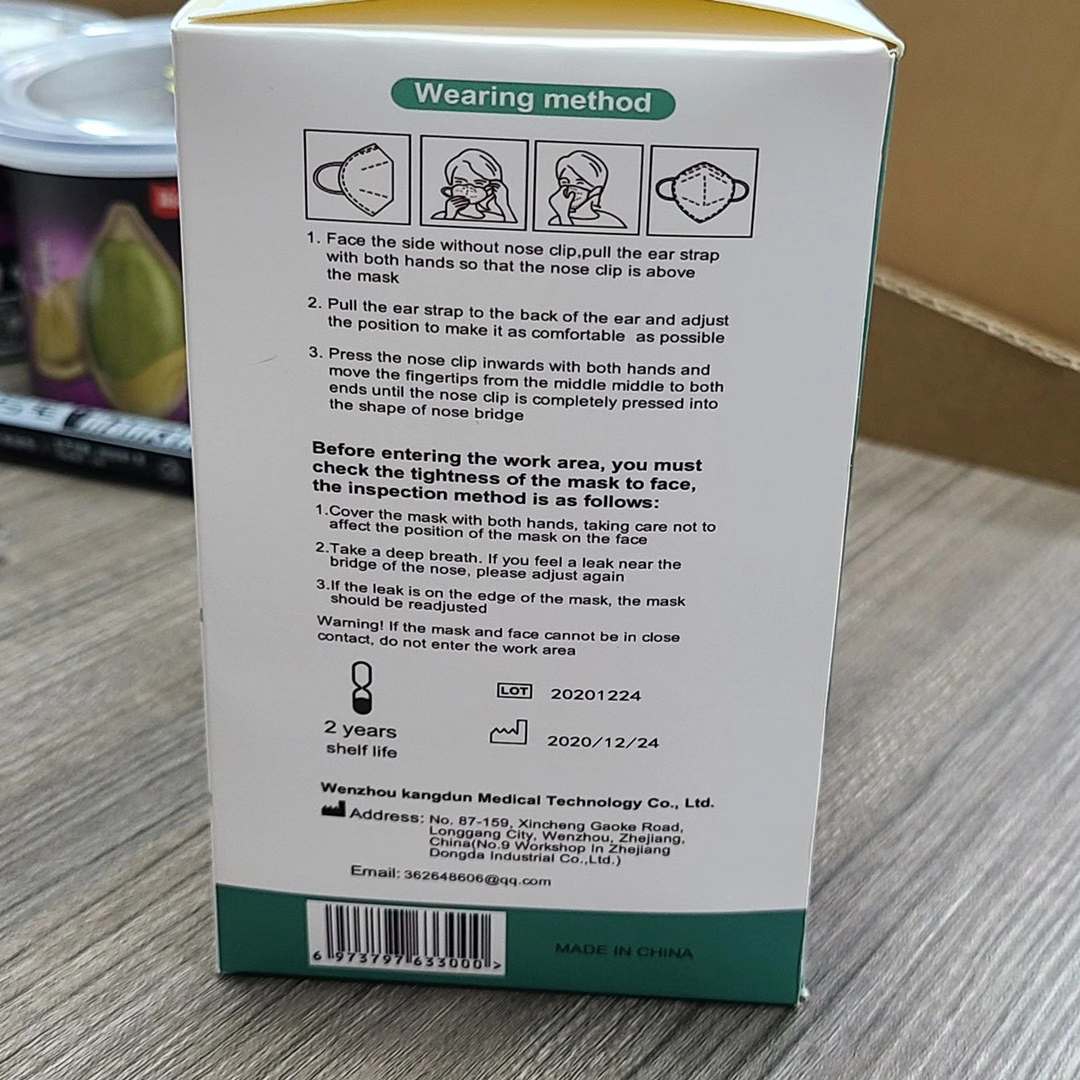 Wearing method
1. Face the side without nose clip,pull the ear strap
with both hands so that the nose clip is above
the mask
2. Pull the ear strap to the back of the ear and adjust
the position to make it as comfortable as possible
3. Press the nose clip inwards with both hands and
move the fingertips from the middle middle to both
ends until the nose clip is completely pressed into
the shape of nose bridge
Before entering the work area, you must
check the tightness of the mask to face,
the inspection method is as follows:
1.Cover the mask with both hands, taking care not to
affect the position of the mask on the face
2.Take a deep breath. If you feel a leak near the
bridge of the nose, please adjust again
3.If the leak is on the edge of the mask, the mask
should be readjusted
Warning! If the mask and face cannot be in close
contact, do not enter the work area
LOT 20201224
2020/12/24
2 years
shelf life
Wenzhou kangdun Medical Technology Co., Ltd.
Address: No. 87-159, Xincheng Gaoke Road,
Longgang City, Wenzhou, Zhejiang,
China(No.9 Workshop In Zhejiang
Dongda Industrial Co.,Ltd.)
Email: 362648606@qq.com
6 973797 633000 >
MADE IN CHINA